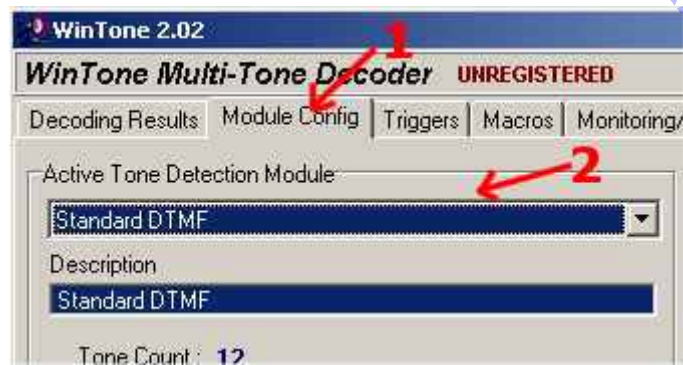 WinTone 2.02
1
WinTone Multi-Tone Decoder UNREGISTERED
Decoding Results Module Config Triggers Macros Monitoring/
Active Tone Detection Module
2
Standard DTMF
Description
Standard DTMF
Tone Count : 12